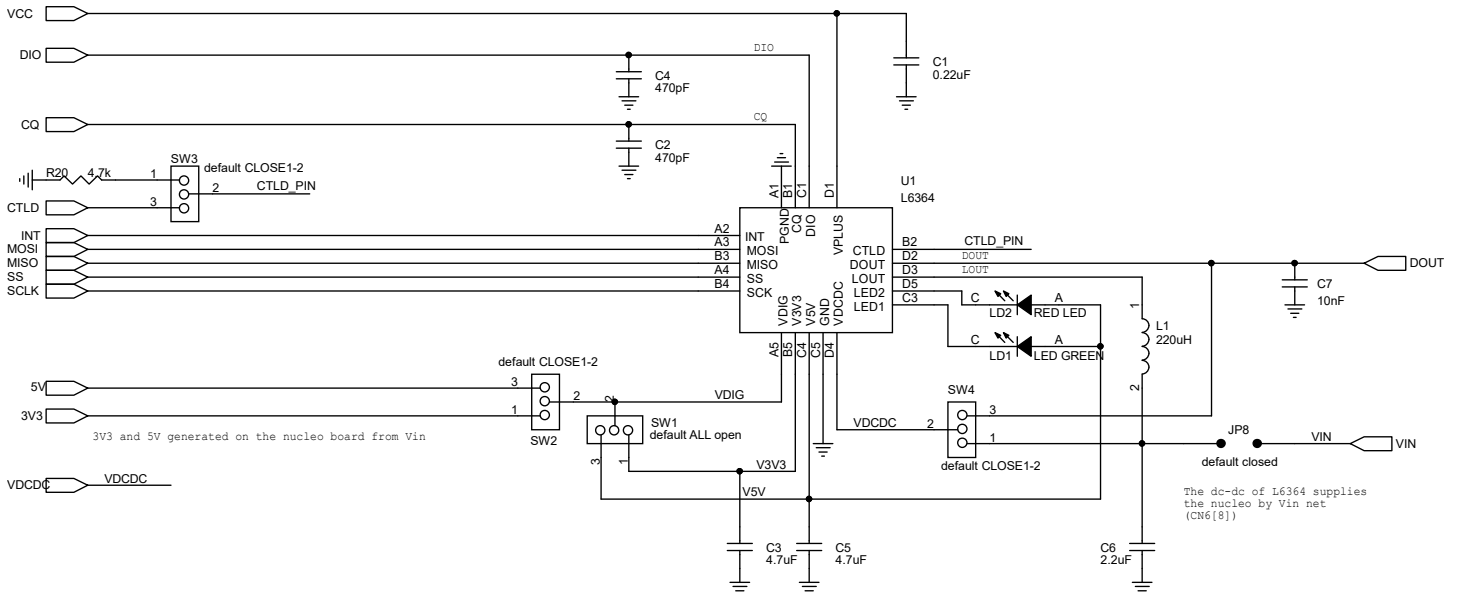 VCC
DIO
DIO
C4
470pF
C1
0.22uF
CQ
CQ
C2
470pF
SW3
default CLOSE1-2
R20 4.7k
1
2
CTLD_PIN
3
CTLD
U1
L6364
A1
B1
C1
D1
PGND
CQ
DIO
VPLUS
INT
MOSI
MISO
SS
SCLK
A2
A3
B3
A4
B4
INT
MOSI
MISO
SS
SCK
CTLD
DOUT
LOUT
LED2
LED1
B2
D2
D3
D5
C3
CTLD_PIN
DOUT
LOUT
DOUT
C7
10nF
VDIG
V3V3
V5V
GND
VDCDC
A5
B5
C4
C5
D4
C
A
LD2
RED LED
C
A
LD1
LED GREEN
1
L1
220uH
2
default CLOSE1-2
5V
3
2
3V3
1
SW2
3V3 and 5V generated on the nucleo board from Vin
VDIG
2
SW1
default ALL open
3
1
V3V3
V5V
VDCDC
VDCDC
SW4
3
VDCDC
2
1
default CLOSE1-2
JP8
default closed
VIN
VIN
The dc-dc of L6364 supplies
the nucleo by Vin net
(CN6[8])
C3
4.7uF
C5
4.7uF
C6
2.2uF